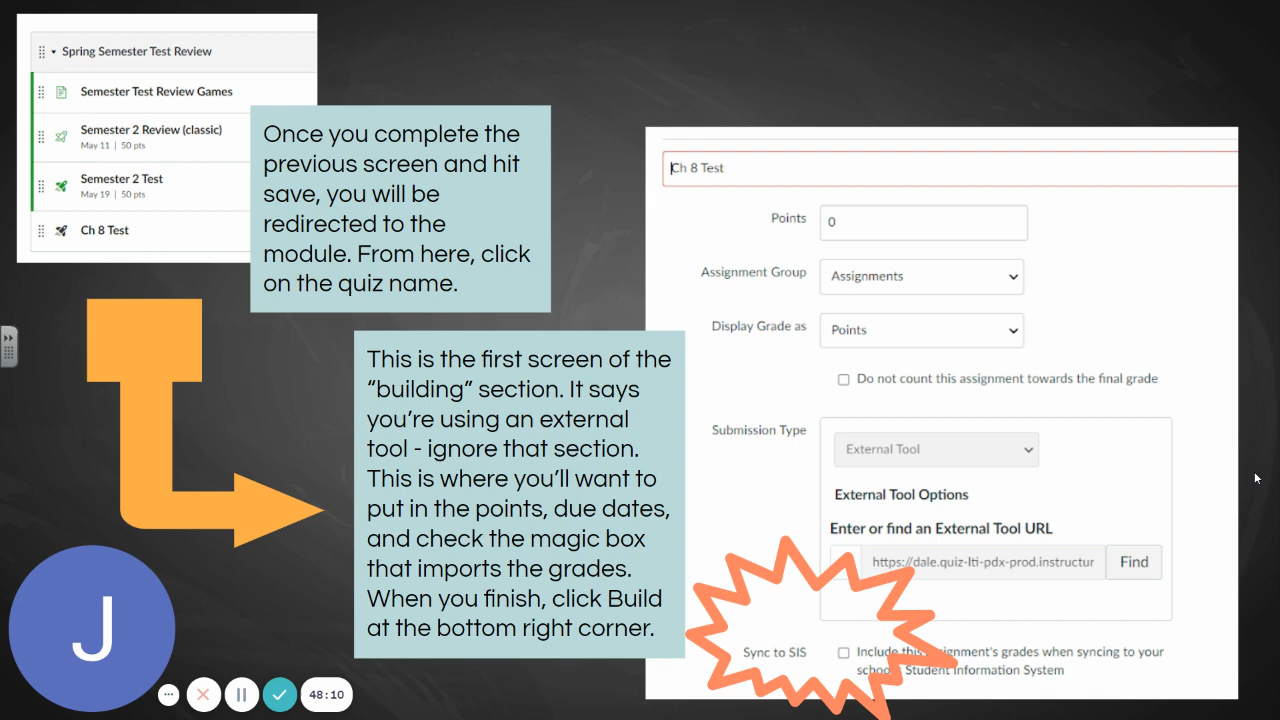 Spring Semester Test Review
Semester Test Review Games
Semester 2 Review (classic)
May 11 | 50 pts
Semester 2 Test
May 19 | 50 pts
Ch 8 Test
Once you complete the
previous screen and hit
save, you will be
redirected to the
module. From here, click
on the quiz name.
This is the first screen of the
“building” section. It says
you’re using an external
tool - ignore that section.
This is where you’ll want to
put in the points, due dates,
and check the magic box
that imports the grades.
When you finish, click Build
at the bottom right corner.
Ch 8 Test
Points
0
Assignment Group
Assignments
Display Grade as
Points
Do not count this assignment towards the final grade
Submission Type
External Tool
External Tool Options
Enter or find an External Tool URL
https://dale.quiz-lti-pdx-prod.instructur
Find
Sync to SIS
Include this assignment's grades when syncing to your
school's Student Information System
J
48:10